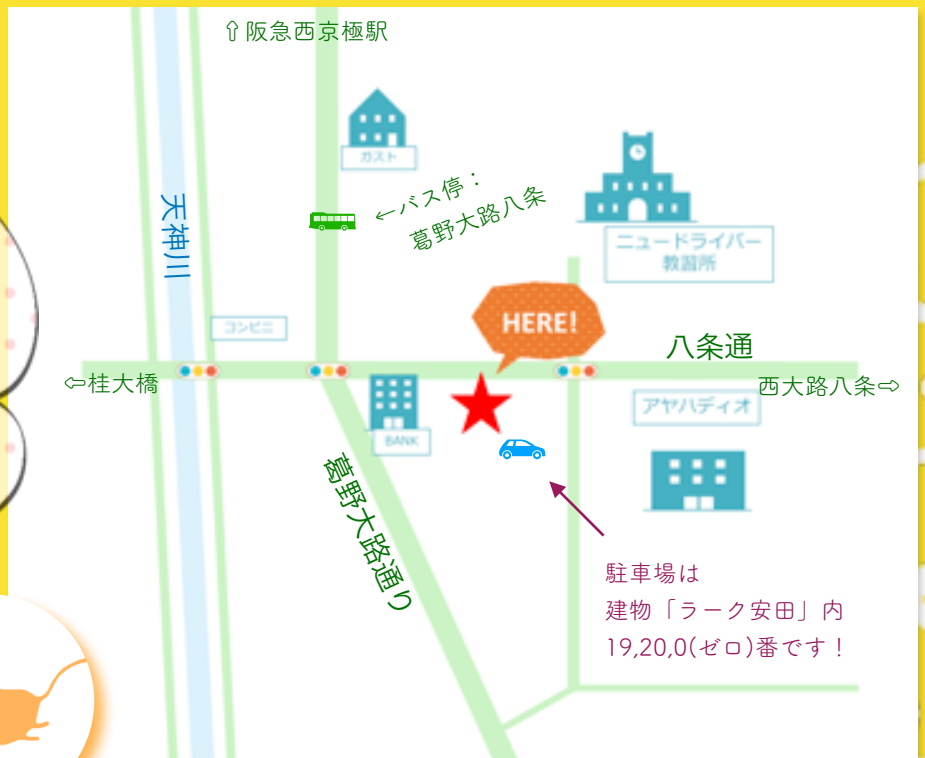 ⇧阪急西京極駅
ガスト
←バス停：
葛野大路八条
天神川
ニュードライバー
教習所
コンビニ
HERE!
八条通
⇦桂大橋
西大路八条⇨
アヤハディオ
BANK
葛野大路通り
駐車場は
建物「ラーク安田」内
19,20,0(ゼロ)番です！